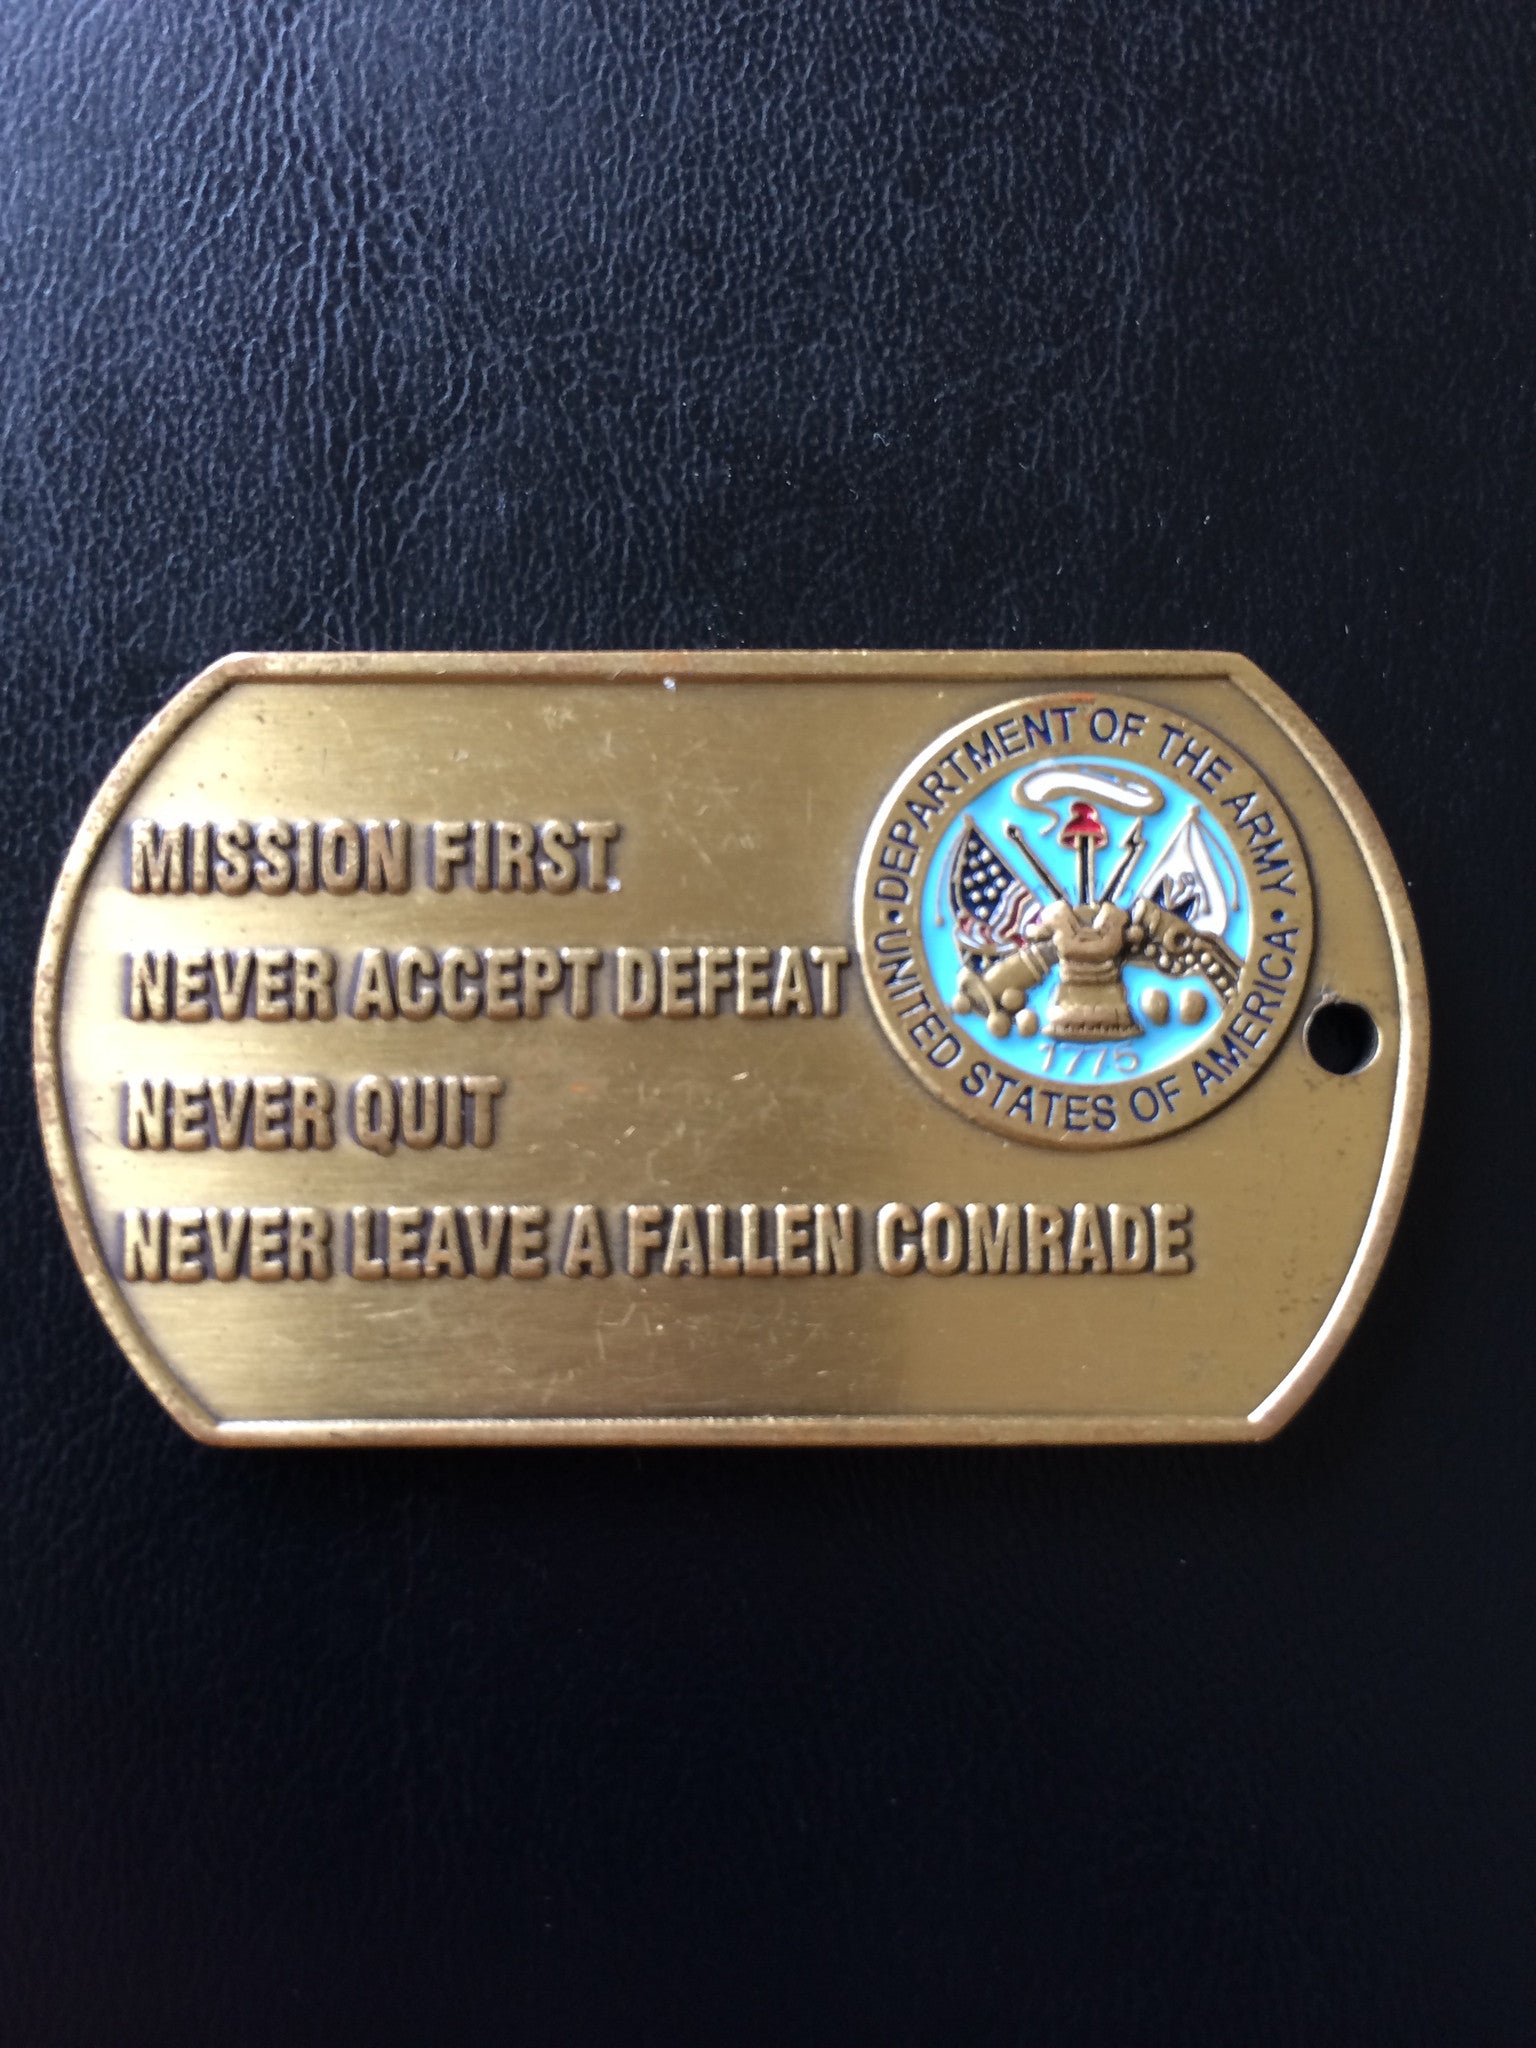 MISSION FIRST
NEVER ACCEPT DEFEAT
NEVER QUIT
NEVER LEAVE A FALLEN COMRADE
DEPARTMENT OF THE ARMY
UNITED STATES OF AMERICA
1775